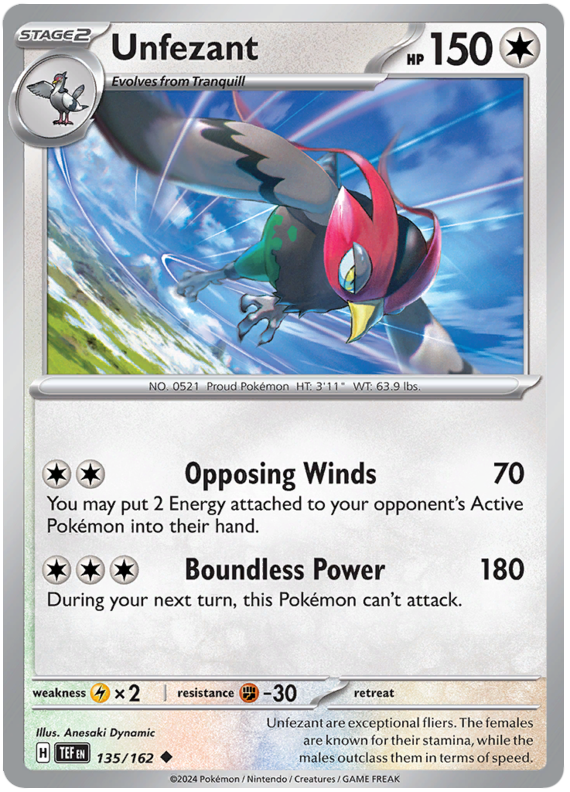 STAGE2
Unfezant
HP 150
Evolves from Tranquill
NO. 0521 Proud Pokémon HT: 3'11" WT: 63.9 lbs.
Opposing Winds 70
You may put 2 Energy attached to your opponent's Active
Pokémon into their hand.
Boundless Power 180
During your next turn, this Pokémon can't attack.
weakness ×2 resistance -30 retreat
Illus. Anesaki Dynamic
H TEF EN 135/162
Unfezant are exceptional fliers. The females
are known for their stamina, while the
males outclass them in terms of speed.
©2024 Pokémon / Nintendo / Creatures / GAME FREAK